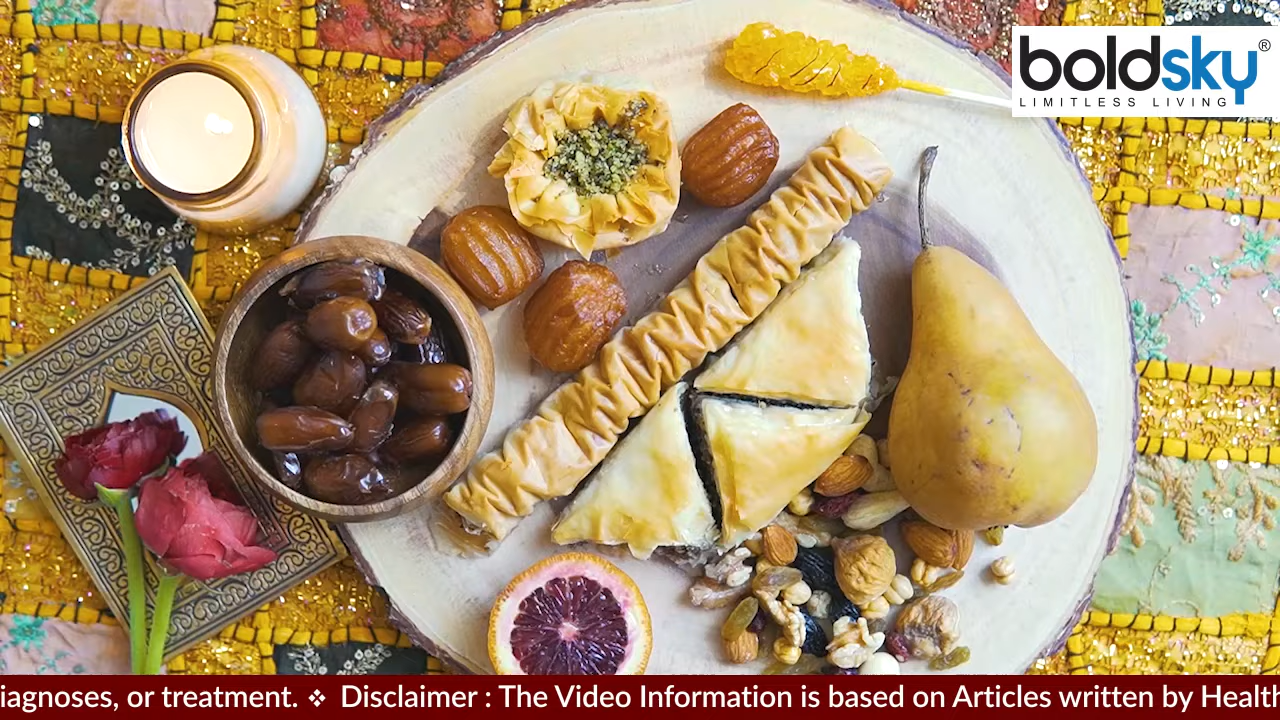 boldsky®
LIMITLESS LIVING
iagnoses, or treatment. ❖ Disclaimer : The Video Information is based on Articles written by Health